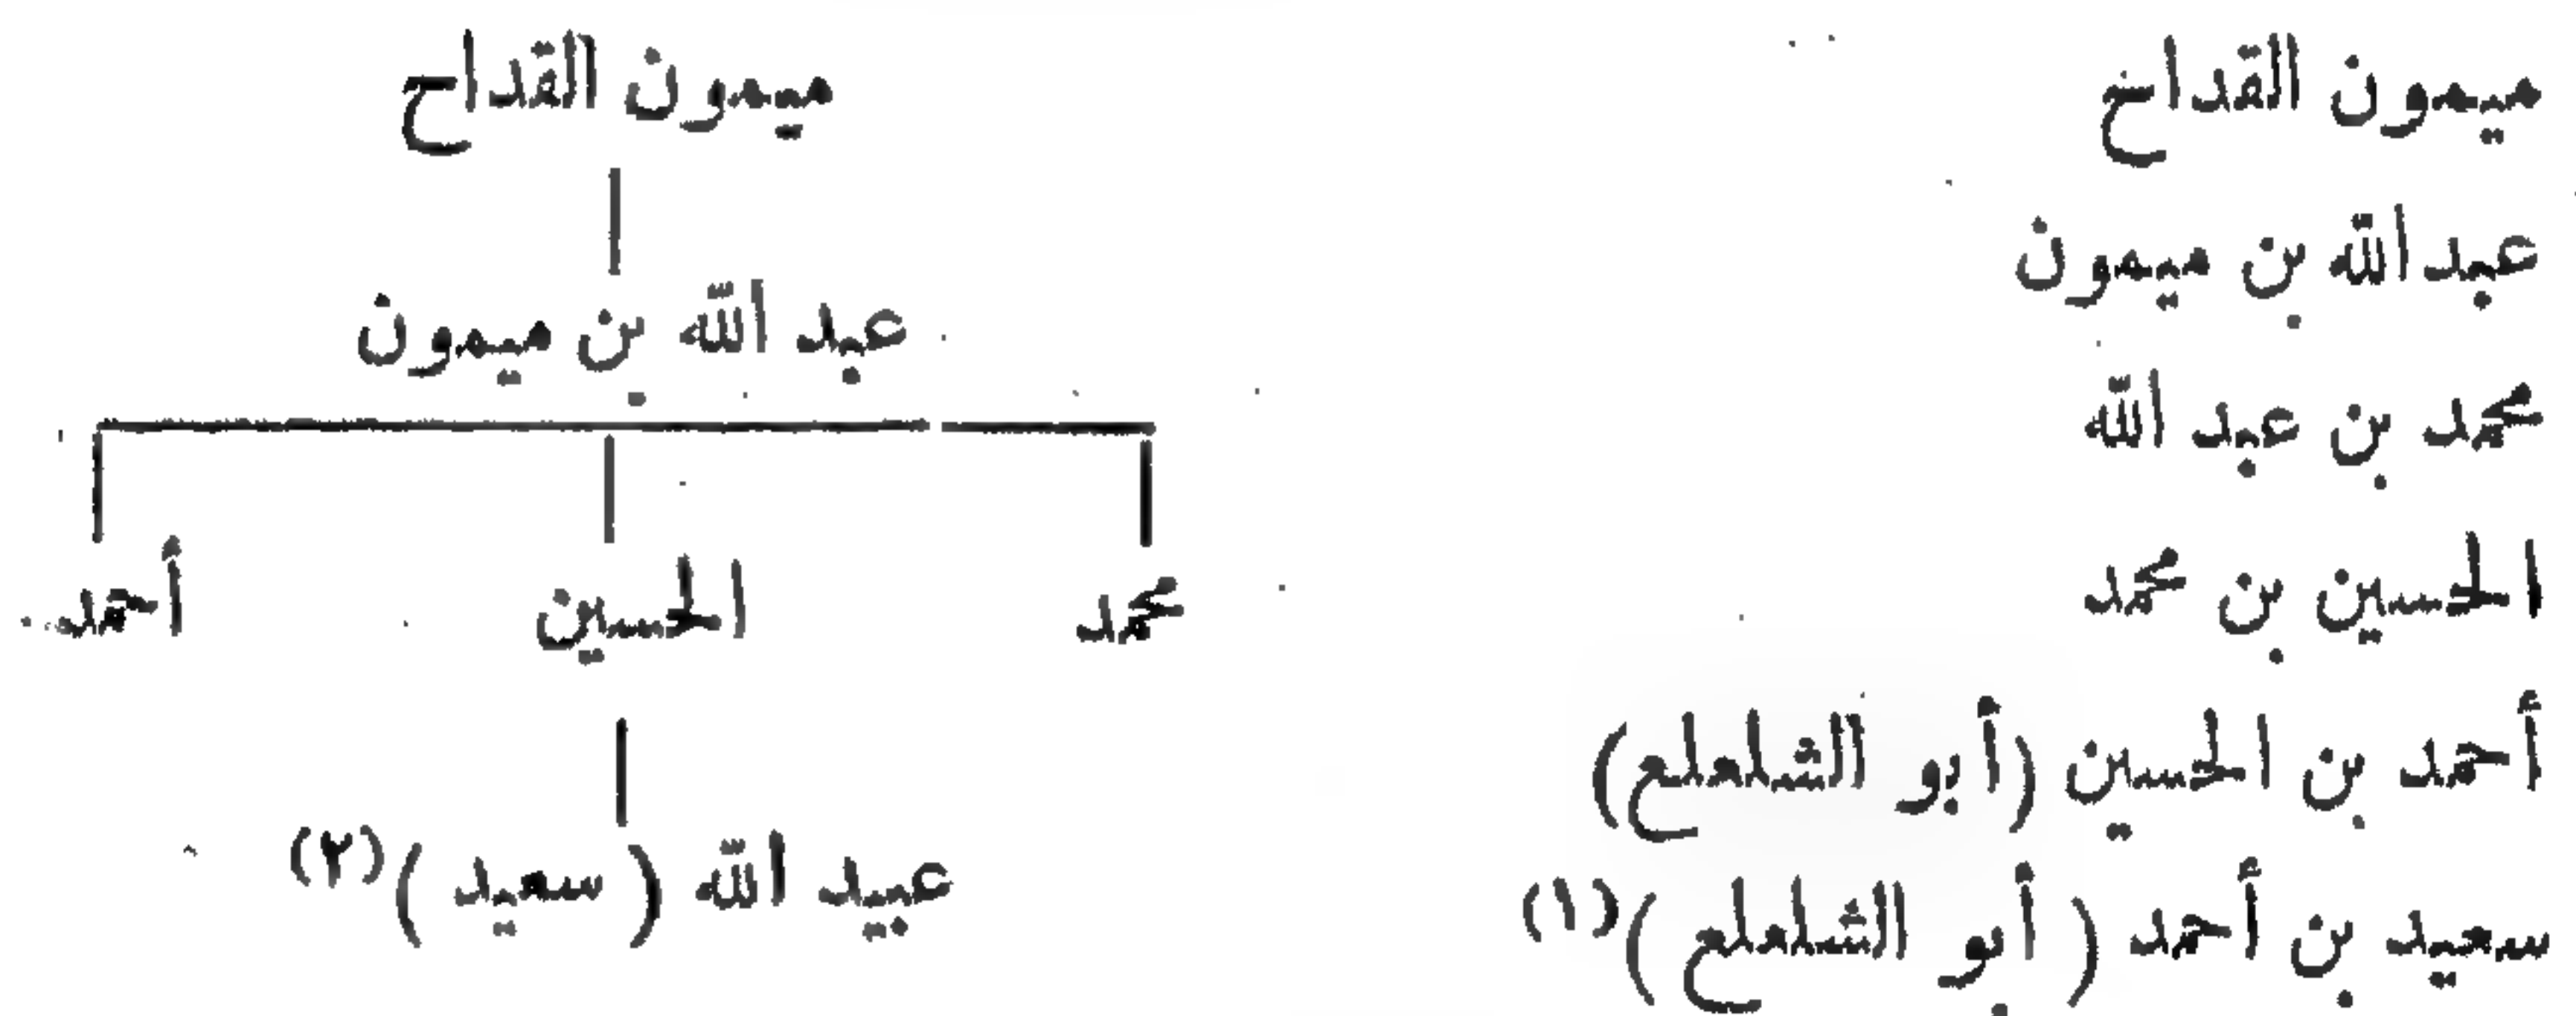 ميمون القداح
عبد الله بن ميمون
محمد بن عبد الله
الحسين بن محمد
أحمد بن الحسين (أبو الشلعلع)
سعيد بن أحمد ( أبو الشلعلع )(١)
ميمون القداح
عبد الله بن ميمون
محمد الحسين أحمد
عبيد الله ( سعيد )(٢)